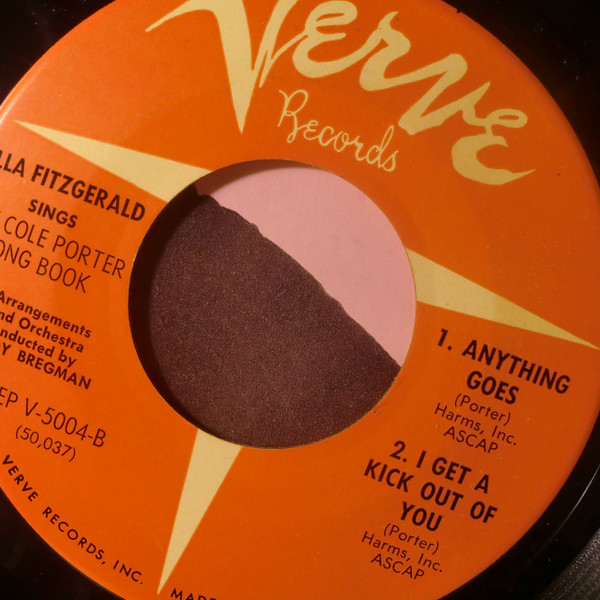 Verve
Records
LLA FITZGERALD
SINGS
COLE PORTER
ONG BOOK
Arrangements
nd Orchestra
onducted by
Y BREGMAN
EP V-5004-B
(50,037)
1. ANYTHING
GOES
(Porter)
Harms, Inc.
ASCAP
2. I GET A
KICK OUT OF
YOU
(Porter)
Harms, Inc.
ASCAP
VERVE RECORDS, INC.
MAD